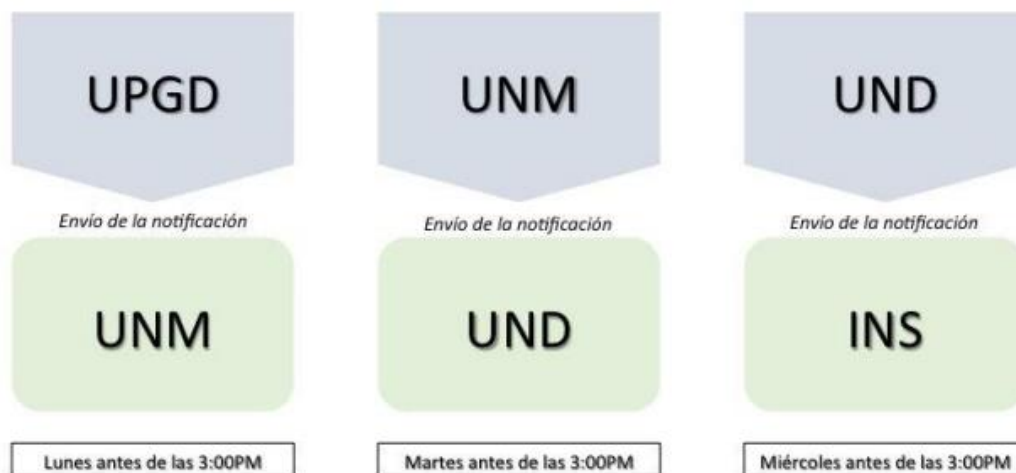 UPGD
UNM
UND
Envío de la notificación
Envío de la notificación
Envío de la notificación
UNM
UND
INS
Lunes antes de las 3:00PM
Martes antes de las 3:00PM
Miércoles antes de las 3:00PM